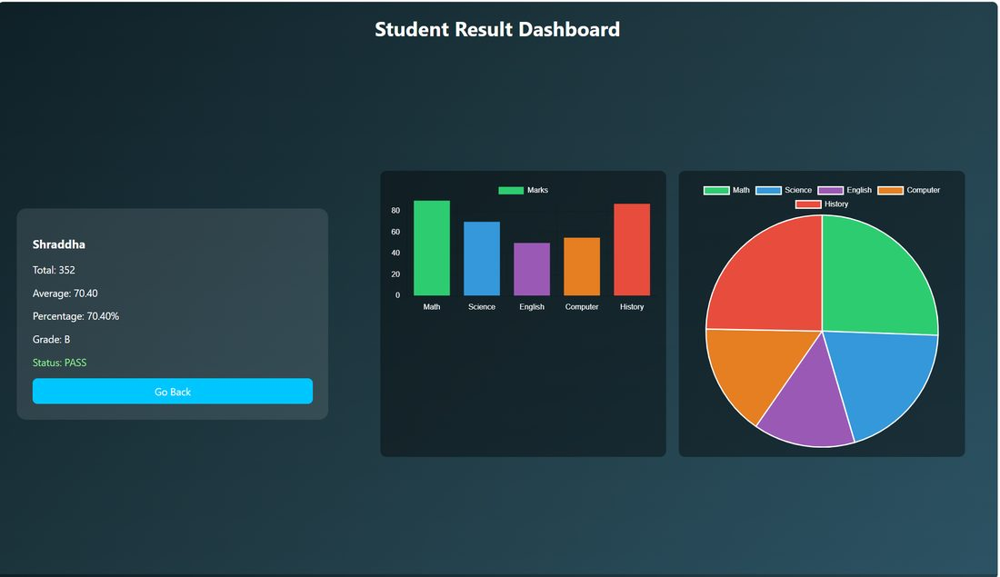 Student Result Dashboard
Shraddha
Total: 352
Average: 70.40
Percentage: 70.40%
Grade: B
Status: PASS
Go Back
Marks
80
60
40
20
0
Math Science English Computer History
Math Science English Computer
History